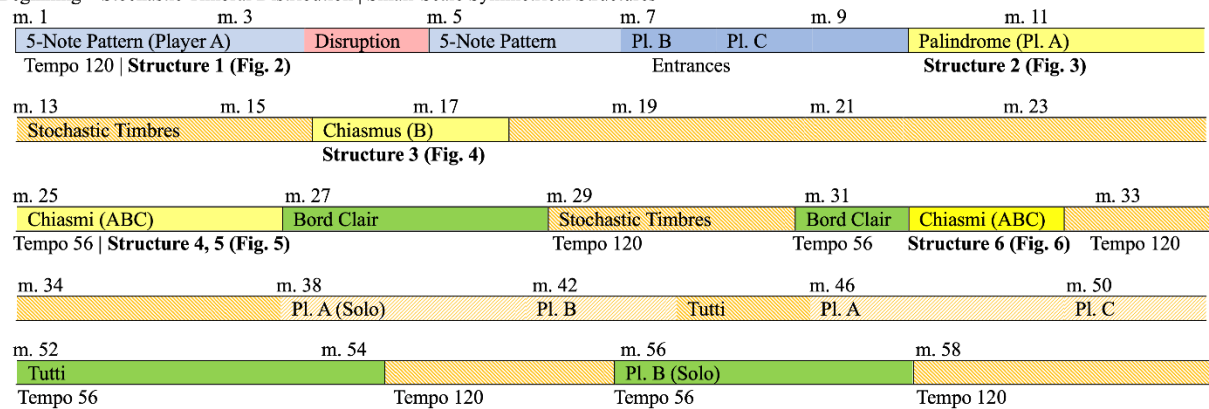 m. 1 m. 3 m. 5 m. 7 m. 9 m. 11
5-Note Pattern (Player A) Disruption 5-Note Pattern Pl. B Pl. C Palindrome (Pl. A)
Tempo 120 | Structure 1 (Fig. 2) Entrances Structure 2 (Fig. 3)
m. 13 m. 15 m. 17 m. 19 m. 21 m. 23
Stochastic Timbres Chiasmus (B)
Structure 3 (Fig. 4)
m. 25 m. 27 m. 29 m. 31 m. 33
Chiasmi (ABC) Bord Clair Stochastic Timbres Bord Clair Chiasmi (ABC)
Tempo 56 | Structure 4, 5 (Fig. 5) Tempo 120 Tempo 56 Structure 6 (Fig. 6) Tempo 120
m. 34 m. 38 m. 42 m. 46 m. 50
Pl. A (Solo) Pl. B Tutti Pl. A Pl. C
m. 52 m. 54 m. 56 m. 58
Tutti Pl. B (Solo)
Tempo 56 Tempo 120 Tempo 56 Tempo 120